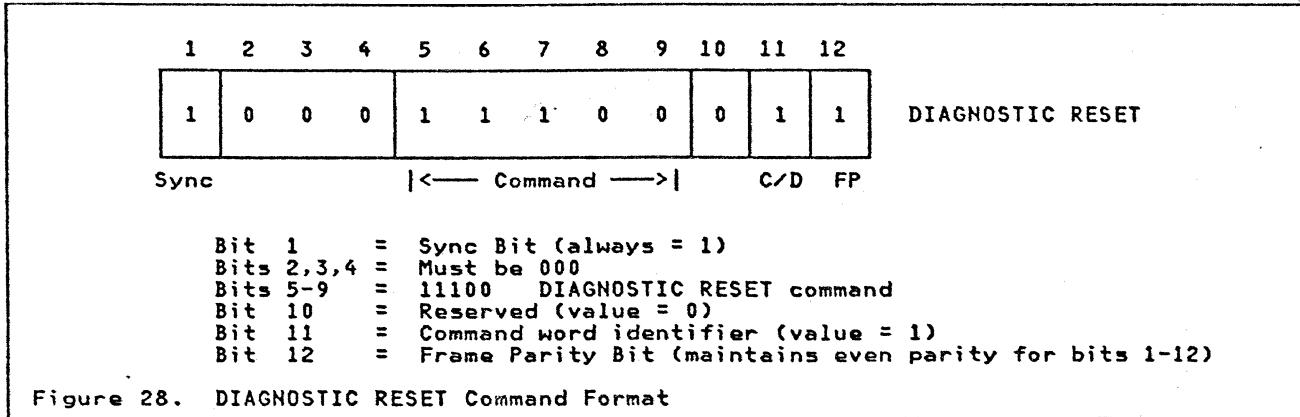 1 2 3 4 5 6 7 8 9 10 11 12
1 0 0 0 1 1 1 0 0 0 1 1 DIAGNOSTIC RESET
Sync |<—— Command ——>| C/D FP
Bit 1 = Sync Bit (always = 1)
Bits 2,3,4 = Must be 000
Bits 5-9 = 11100 DIAGNOSTIC RESET command
Bit 10 = Reserved (value = 0)
Bit 11 = Command word identifier (value = 1)
Bit 12 = Frame Parity Bit (maintains even parity for bits 1-12)
Figure 28. DIAGNOSTIC RESET Command Format